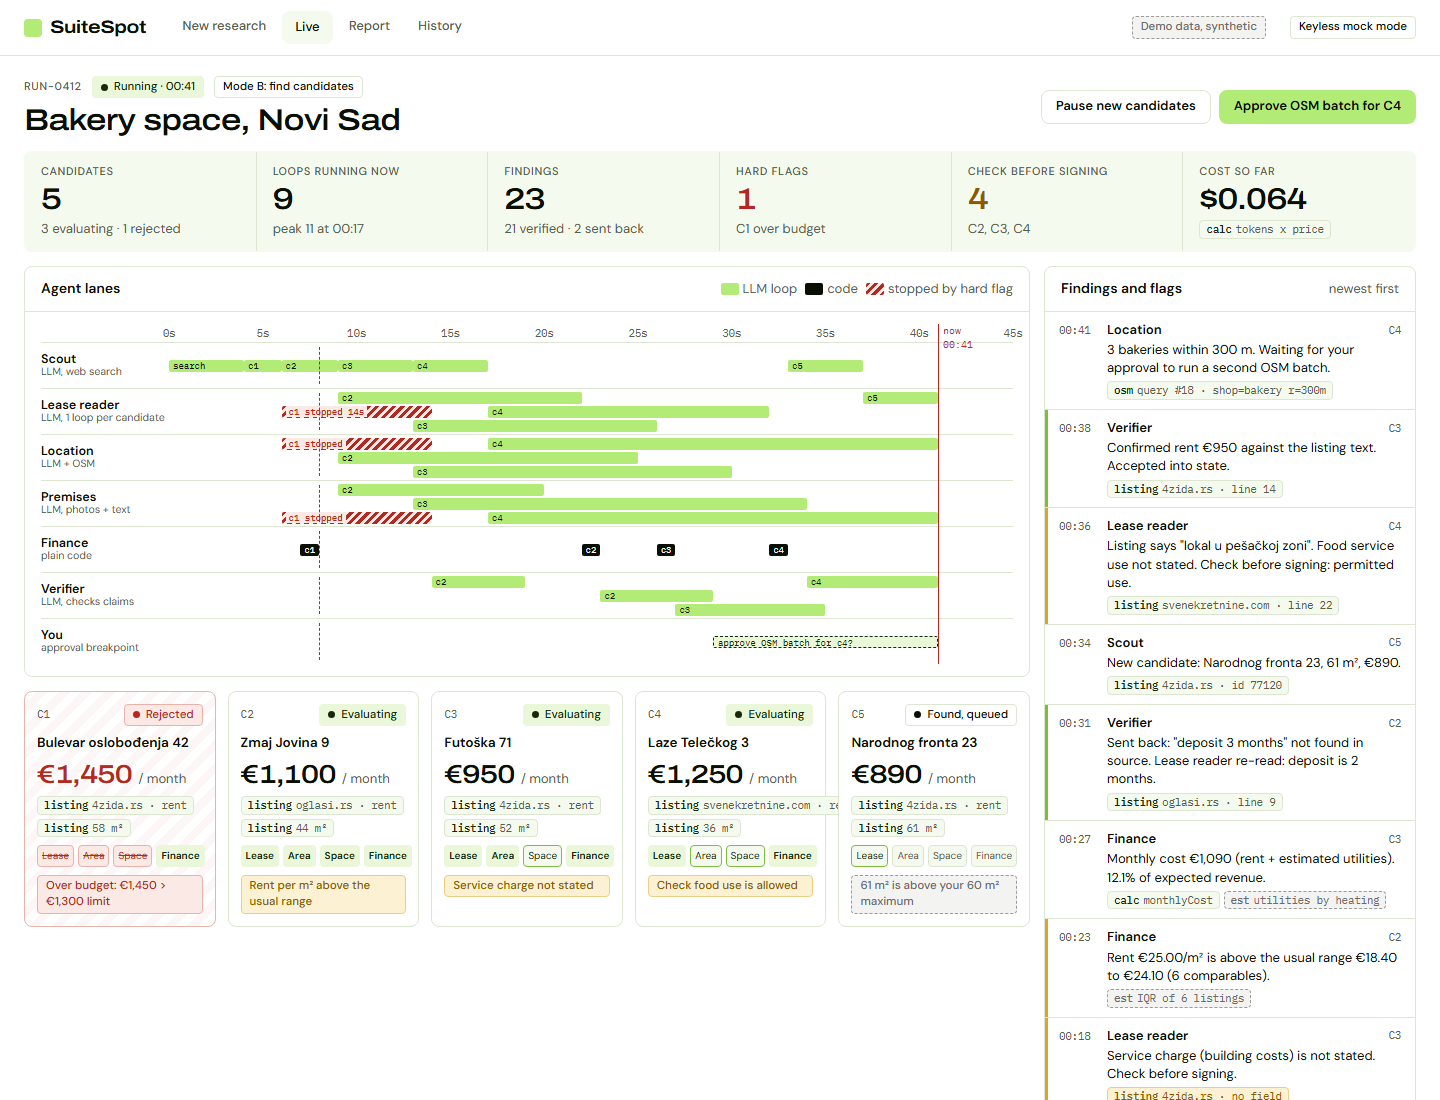 SuiteSpot
New research
Live
Report
History
Demo data, synthetic
Keyless mock mode
RUN-0412
Running · 00:41
Mode B: find candidates
Bakery space, Novi Sad
Pause new candidates
Approve OSM batch for C4
CANDIDATES
5
3 evaluating · 1 rejected
LOOPS RUNNING NOW
9
peak 11 at 00:17
FINDINGS
23
21 verified · 2 sent back
HARD FLAGS
1
C1 over budget
CHECK BEFORE SIGNING
4
C2, C3, C4
COST SO FAR
$0.064
calc tokens x price
Agent lanes
LLM loop
code
stopped by hard flag
0s 5s 10s 15s 20s 25s 30s 35s 40s 45s
now
00:41
Scout
LLM, web search
search c1 c2 c3 c4 c5
Lease reader
LLM, 1 loop per candidate
c2 c5
c1 stopped 14s c4
c3
Location
LLM + OSM
c1 stopped c4
c2
c3
Premises
LLM, photos + text
c2
c3
c1 stopped c4
Finance
plain code
c1 c2 c3 c4
Verifier
LLM, checks claims
c2 c4
c2
c3
You
approval breakpoint
approve OSM batch for c4?
C1
Rejected
Bulevar oslobođenja 42
€1,450 / month
listing 4zida.rs · rent
listing 58 m²
Lease Area Space Finance
Over budget: €1,450 >
€1,300 limit
C2
Evaluating
Zmaj Jovina 9
€1,100 / month
listing oglasi.rs · rent
listing 44 m²
Lease Area Space Finance
Rent per m² above the
usual range
C3
Evaluating
Futoška 71
€950 / month
listing 4zida.rs · rent
listing 52 m²
Lease Area Space Finance
Service charge not stated
C4
Evaluating
Laze Telečkog 3
€1,250 / month
listing svenekretnine.com · re
listing 36 m²
Lease Area Space Finance
Check food use is allowed
C5
Found, queued
Narodnog fronta 23
€890 / month
listing 4zida.rs · rent
listing 61 m²
Lease Area Space Finance
61 m² is above your 60 m²
maximum
Findings and flags
newest first
00:41 Location C4
3 bakeries within 300 m. Waiting for your
approval to run a second OSM batch.
osm query #18 · shop=bakery r=300m
00:38 Verifier C3
Confirmed rent €950 against the listing text.
Accepted into state.
listing 4zida.rs · line 14
00:36 Lease reader C4
Listing says "lokal u pešačkoj zoni". Food service
use not stated. Check before signing: permitted
use.
listing svenekretnine.com · line 22
00:34 Scout C5
New candidate: Narodnog fronta 23, 61 m², €890.
listing 4zida.rs · id 77120
00:31 Verifier C2
Sent back: "deposit 3 months" not found in
source. Lease reader re-read: deposit is 2
months.
listing oglasi.rs · line 9
00:27 Finance C3
Monthly cost €1,090 (rent + estimated utilities).
12.1% of expected revenue.
calc monthlyCost
est utilities by heating
00:23 Finance C2
Rent €25.00/m² is above the usual range €18.40
to €24.10 (6 comparables).
est IQR of 6 listings
00:18 Lease reader C3
Service charge (building costs) is not stated.
Check before signing.
listing 4zida.rs · no field